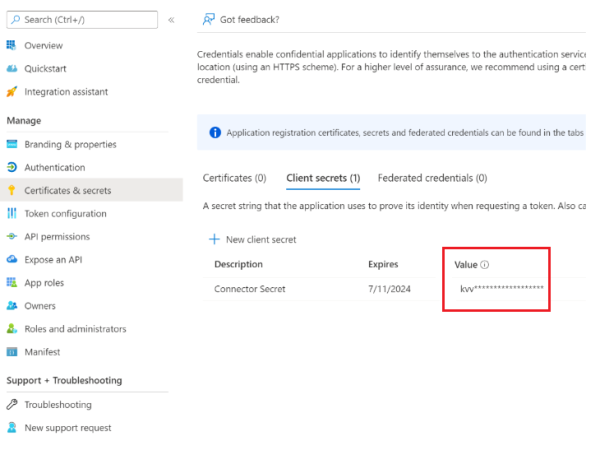 Search (Ctrl+/)
«
Got feedback?
Overview
Quickstart
Integration assistant
Manage
Branding & properties
Authentication
Certificates & secrets
Token configuration
API permissions
Expose an API
App roles
Owners
Roles and administrators
Manifest
Support + Troubleshooting
Troubleshooting
New support request
Credentials enable confidential applications to identify themselves to the authentication service
location (using an HTTPS scheme). For a higher level of assurance, we recommend using a cert
credential.
Application registration certificates, secrets and federated credentials can be found in the tabs
Certificates (0) Client secrets (1) Federated credentials (0)
A secret string that the application uses to prove its identity when requesting a token. Also ca
New client secret
Description Expires Value
Connector Secret 7/11/2024 kvv******************